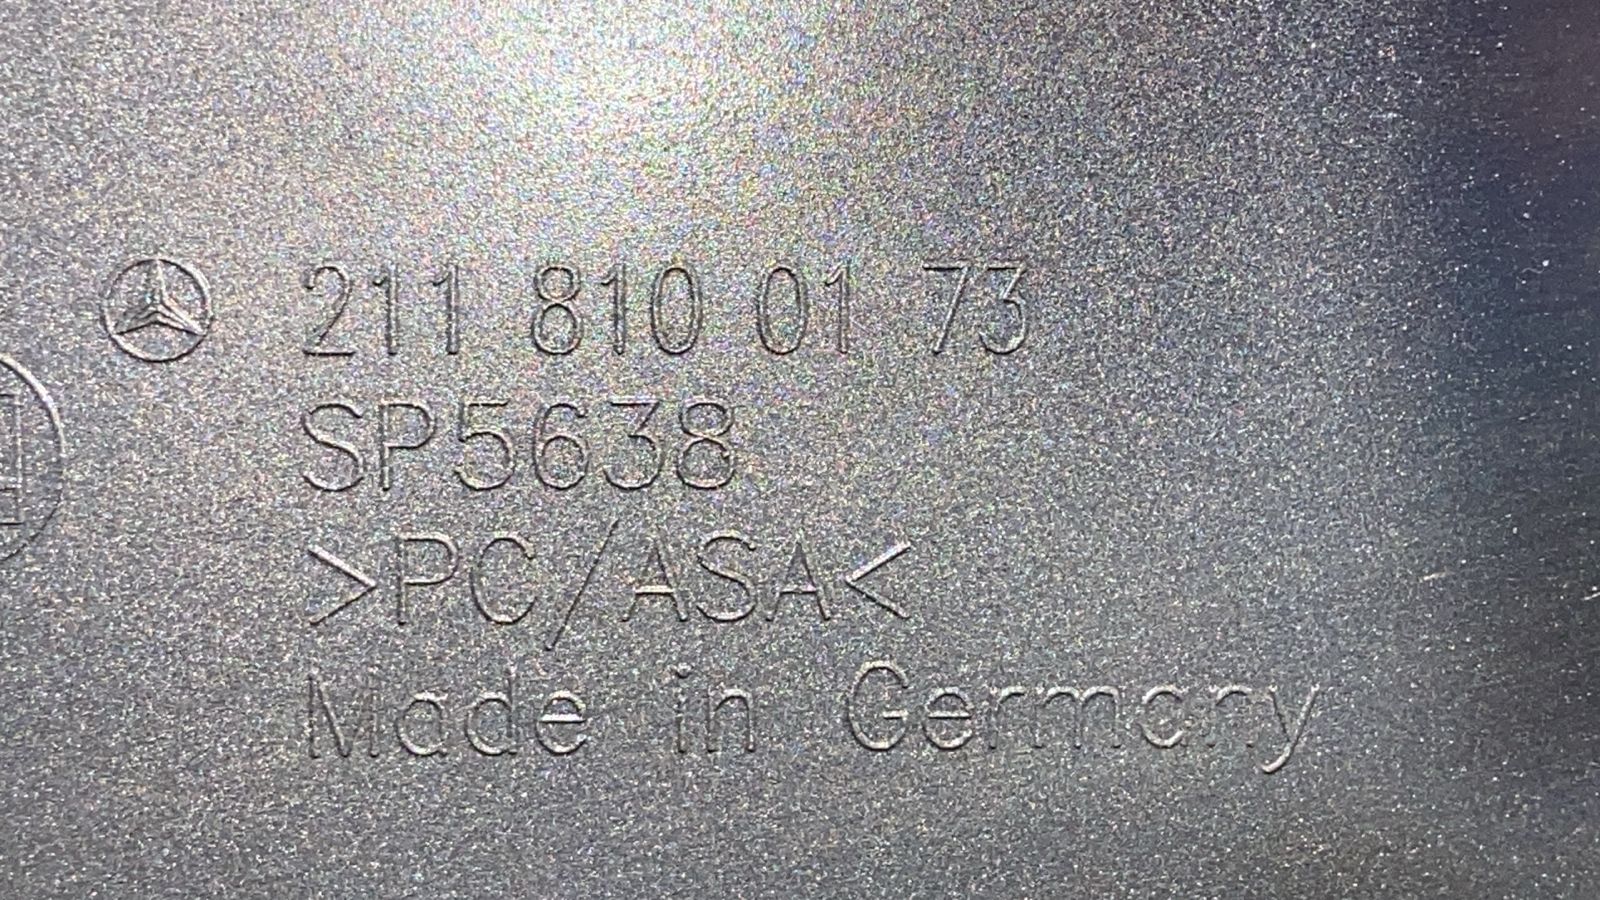 211 810 01 73
SP5638
>PC/ASA<
Made in Germany